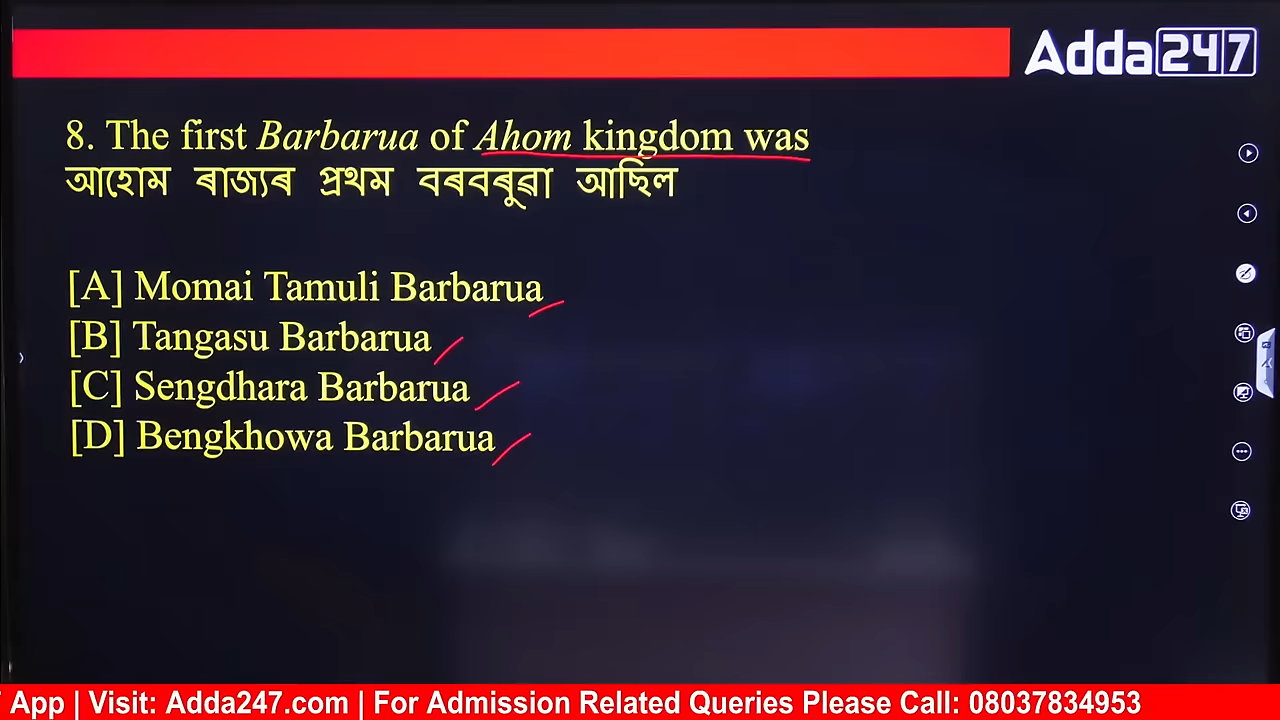 Adda247
8. The first Barbarua of Ahom kingdom was
আহোম ৰাজ্যৰ প্ৰথম বৰবৰুৱা আছিল
[A] Momai Tamuli Barbarua
[B] Tangasu Barbarua
[C] Sengdhara Barbarua
[D] Bengkhowa Barbarua
App | Visit: Adda247.com | For Admission Related Queries Please Call: 08037834953